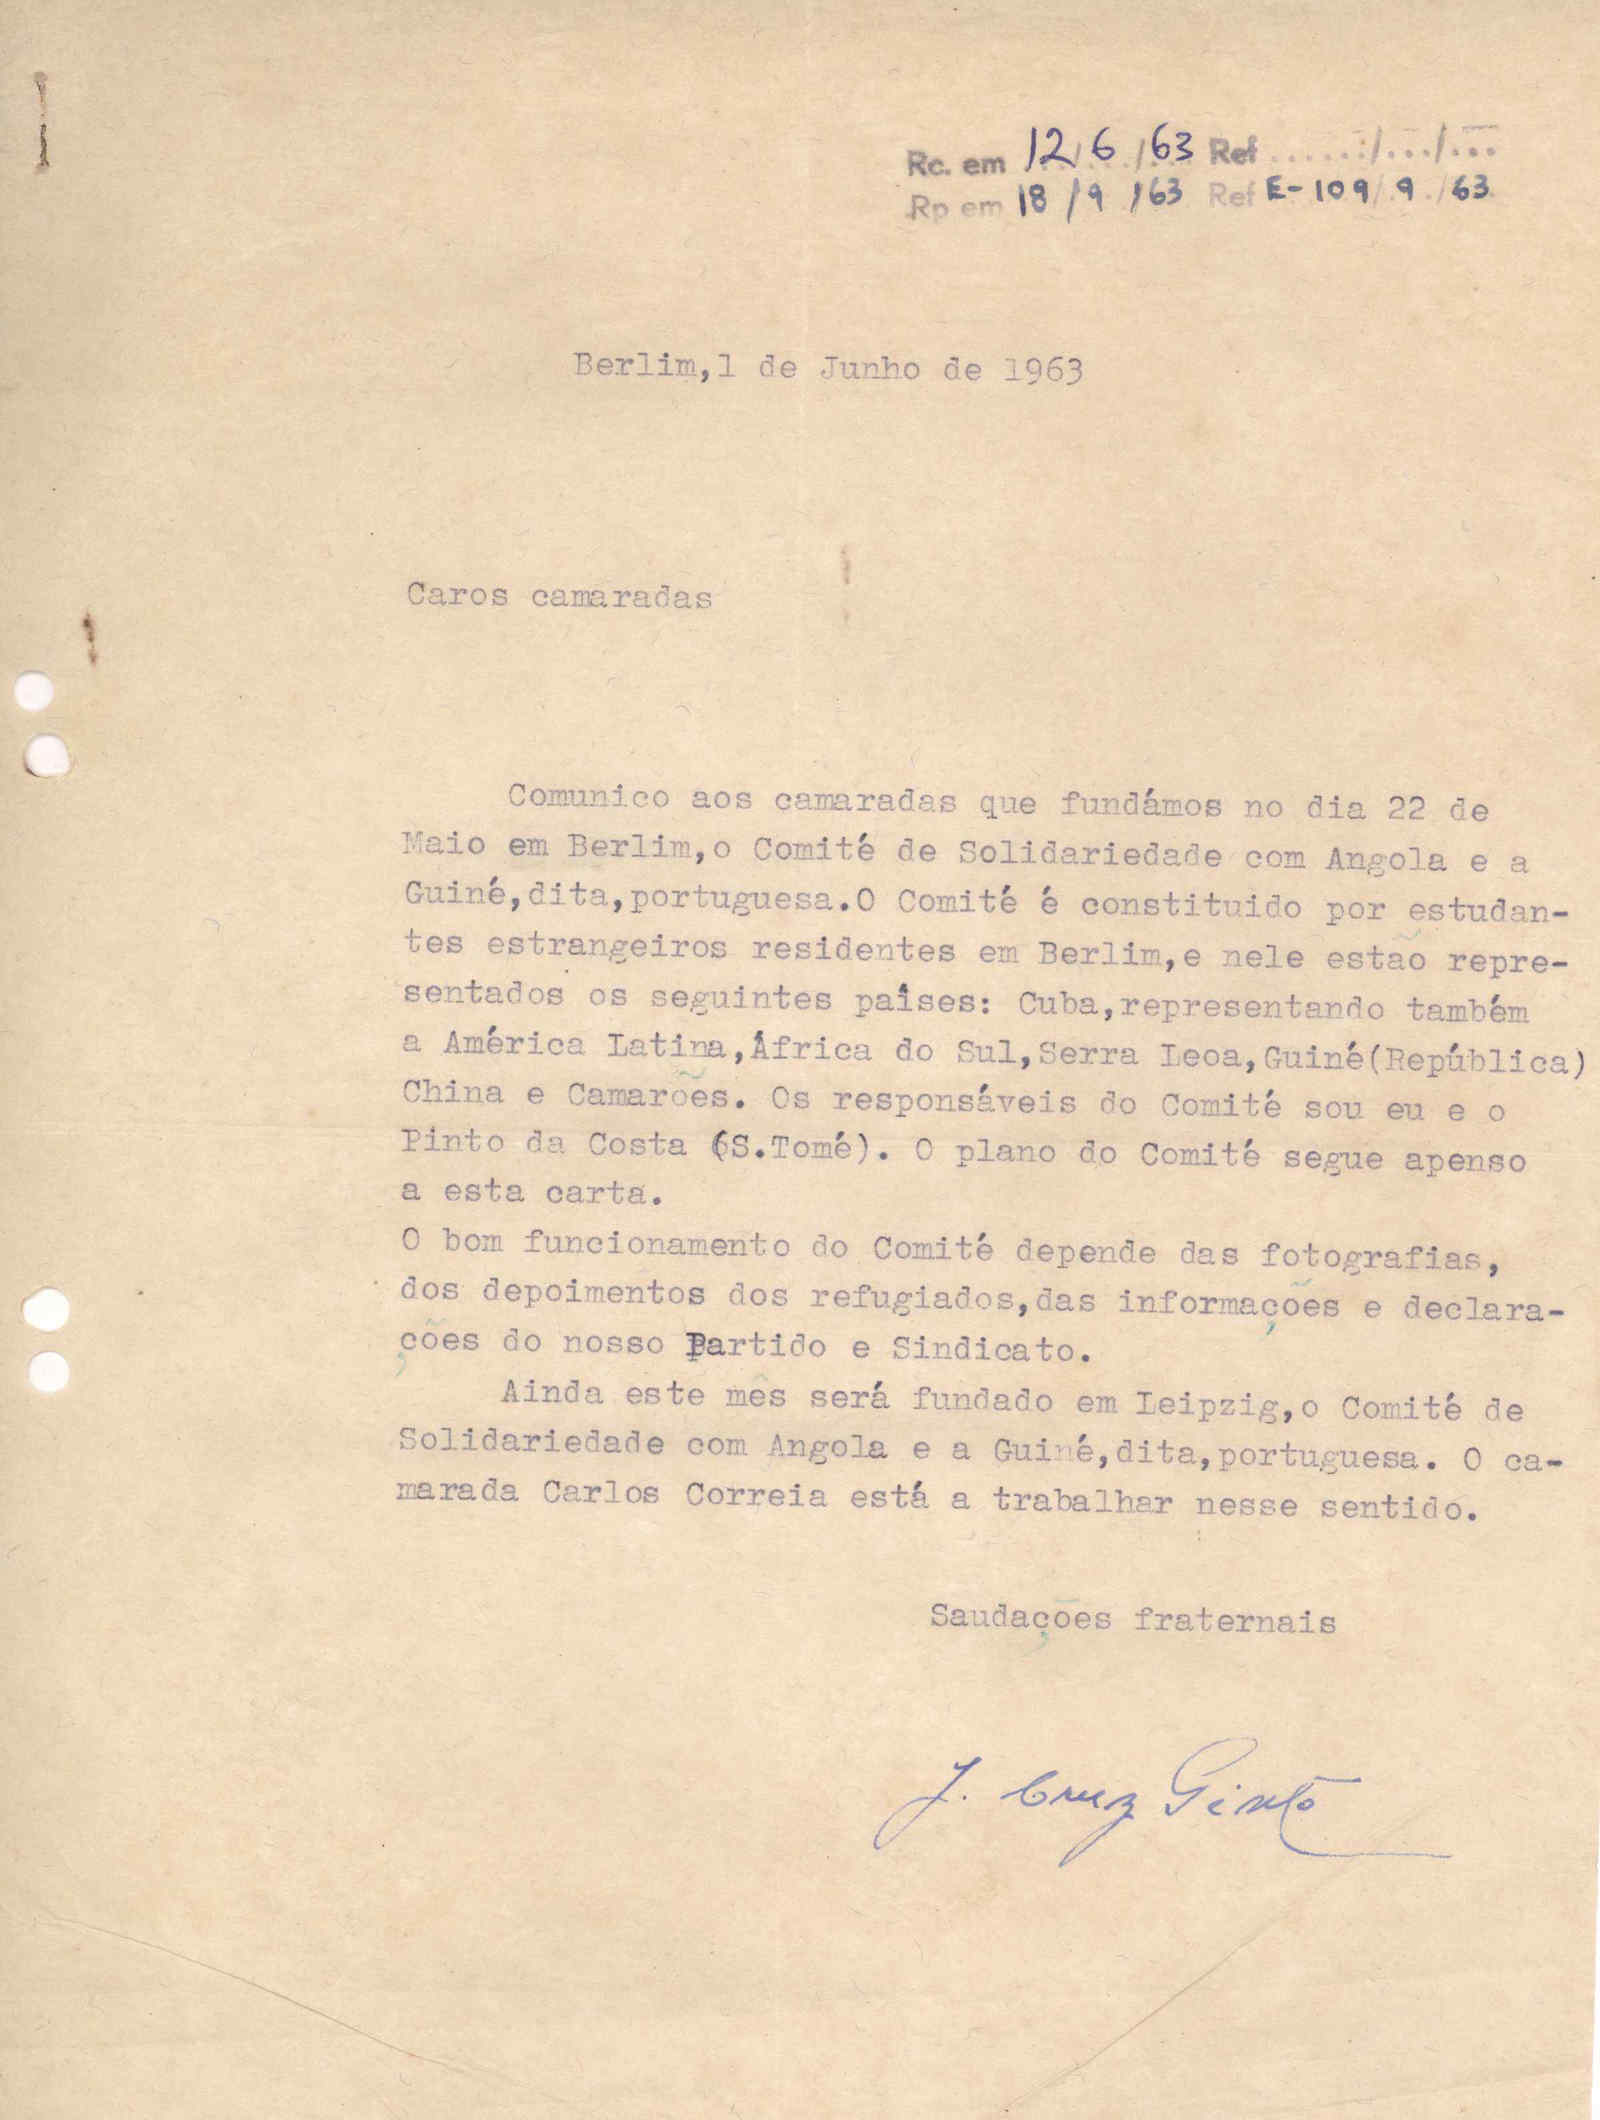 Rc. em 12/6/63 Ref ....../.../...
Rp em 18/9/63 Ref E-109/9/63
Berlim,1 de Junho de 1963
Caros camaradas
Comunico aos camaradas que fundámos no dia 22 de
Maio em Berlim,o Comité de Solidariedade com Angola e a
Guiné,dita,portuguesa.O Comité é constituido por estudan-
tes estrangeiros residentes em Berlim,e nele estão repre-
sentados os seguintes países: Cuba,representando também
a América Latina,África do Sul,Serra Leoa,Guiné(República)
China e Camarões. Os responsáveis do Comité sou eu e o
Pinto da Costa (S.Tomé). O plano do Comité segue apenso
a esta carta.
O bom funcionamento do Comité depende das fotografias,
dos depoimentos dos refugiados,das informações e declara-
ções do nosso Partido e Sindicato.
Ainda este mês será fundado em Leipzig,o Comité de
Solidariedade com Angola e a Guiné,dita,portuguesa. O ca-
marada Carlos Correia está a trabalhar nesse sentido.
Saudações fraternais
J. Cruz Pinto